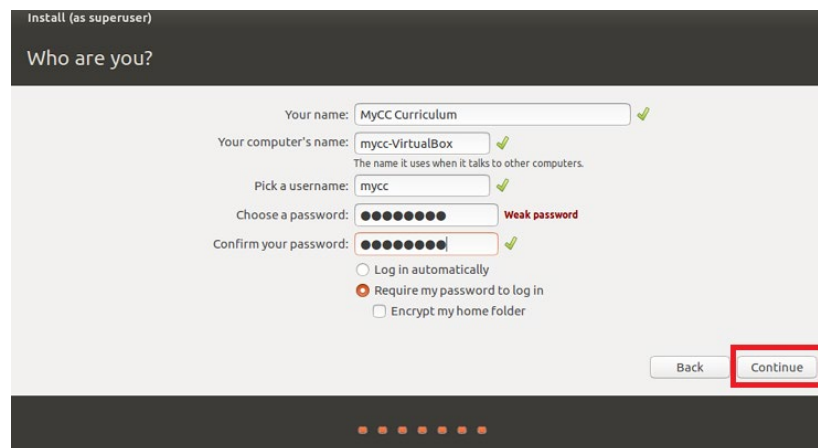 Install (as superuser)
Who are you?
Your name: MyCC Curriculum
Your computer's name: mycc-VirtualBox
The name it uses when it talks to other computers.
Pick a username: mycc
Choose a password: ●●●●●●●● Weak password
Confirm your password: ●●●●●●●●
Log in automatically
Require my password to log in
Encrypt my home folder
Back Continue